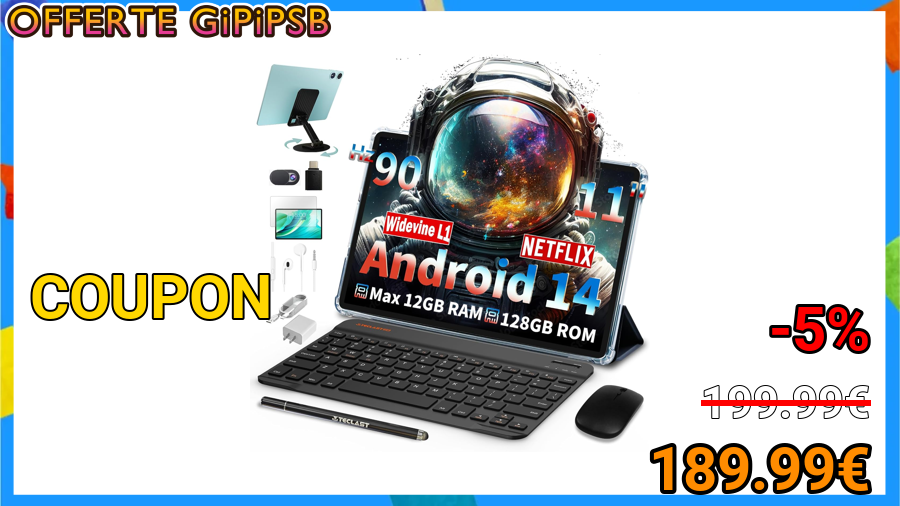 OFFERTE GiPiPSB
Hz 90
11"
Widevine L1
NETFLIX
Android 14
Max 12GB RAM 128GB ROM
COUPON
-5%
199.99€
189.99€
TECLAST